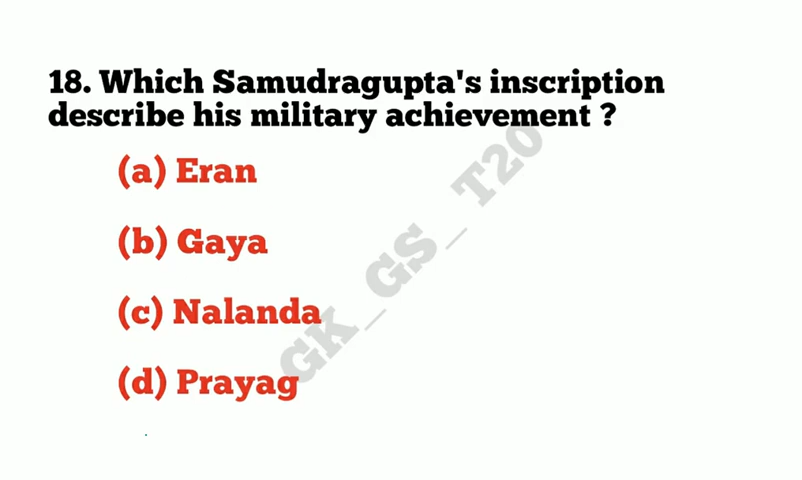 18. Which Samudragupta's inscription
describe his military achievement ?
(a) Eran
(b) Gaya
(c) Nalanda
(d) Prayag
GK_GS_T20